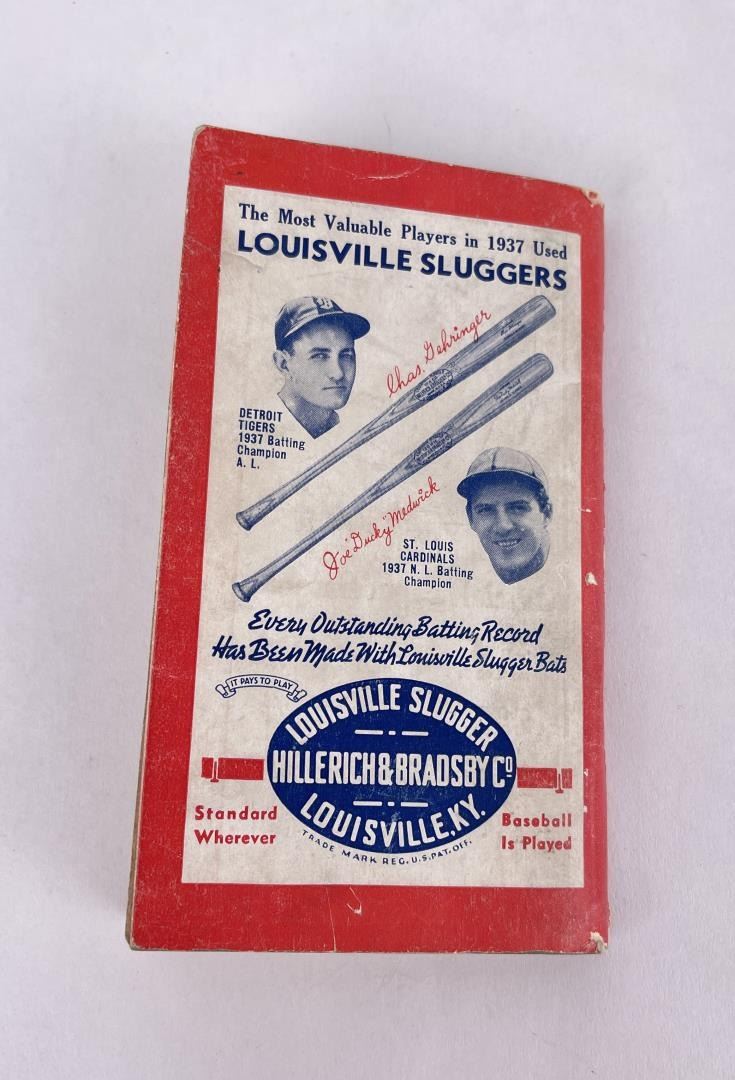 The Most Valuable Players in 1937 Used
LOUISVILLE SLUGGERS
Chas. Gehringer
DETROIT
TIGERS
1937 Batting
Champion
A. L.
Joe "Ducky" Medwick
ST. LOUIS
CARDINALS
1937 N. L. Batting
Champion
Every Outstanding Batting Record
Has Been Made With Louisville Slugger Bats
IT PAYS TO PLAY
LOUISVILLE SLUGGER
HILLERICH & BRADSBY Co
LOUISVILLE, KY.
TRADE MARK REG. U.S. PAT. OFF.
Standard
Wherever
Baseball
Is Played